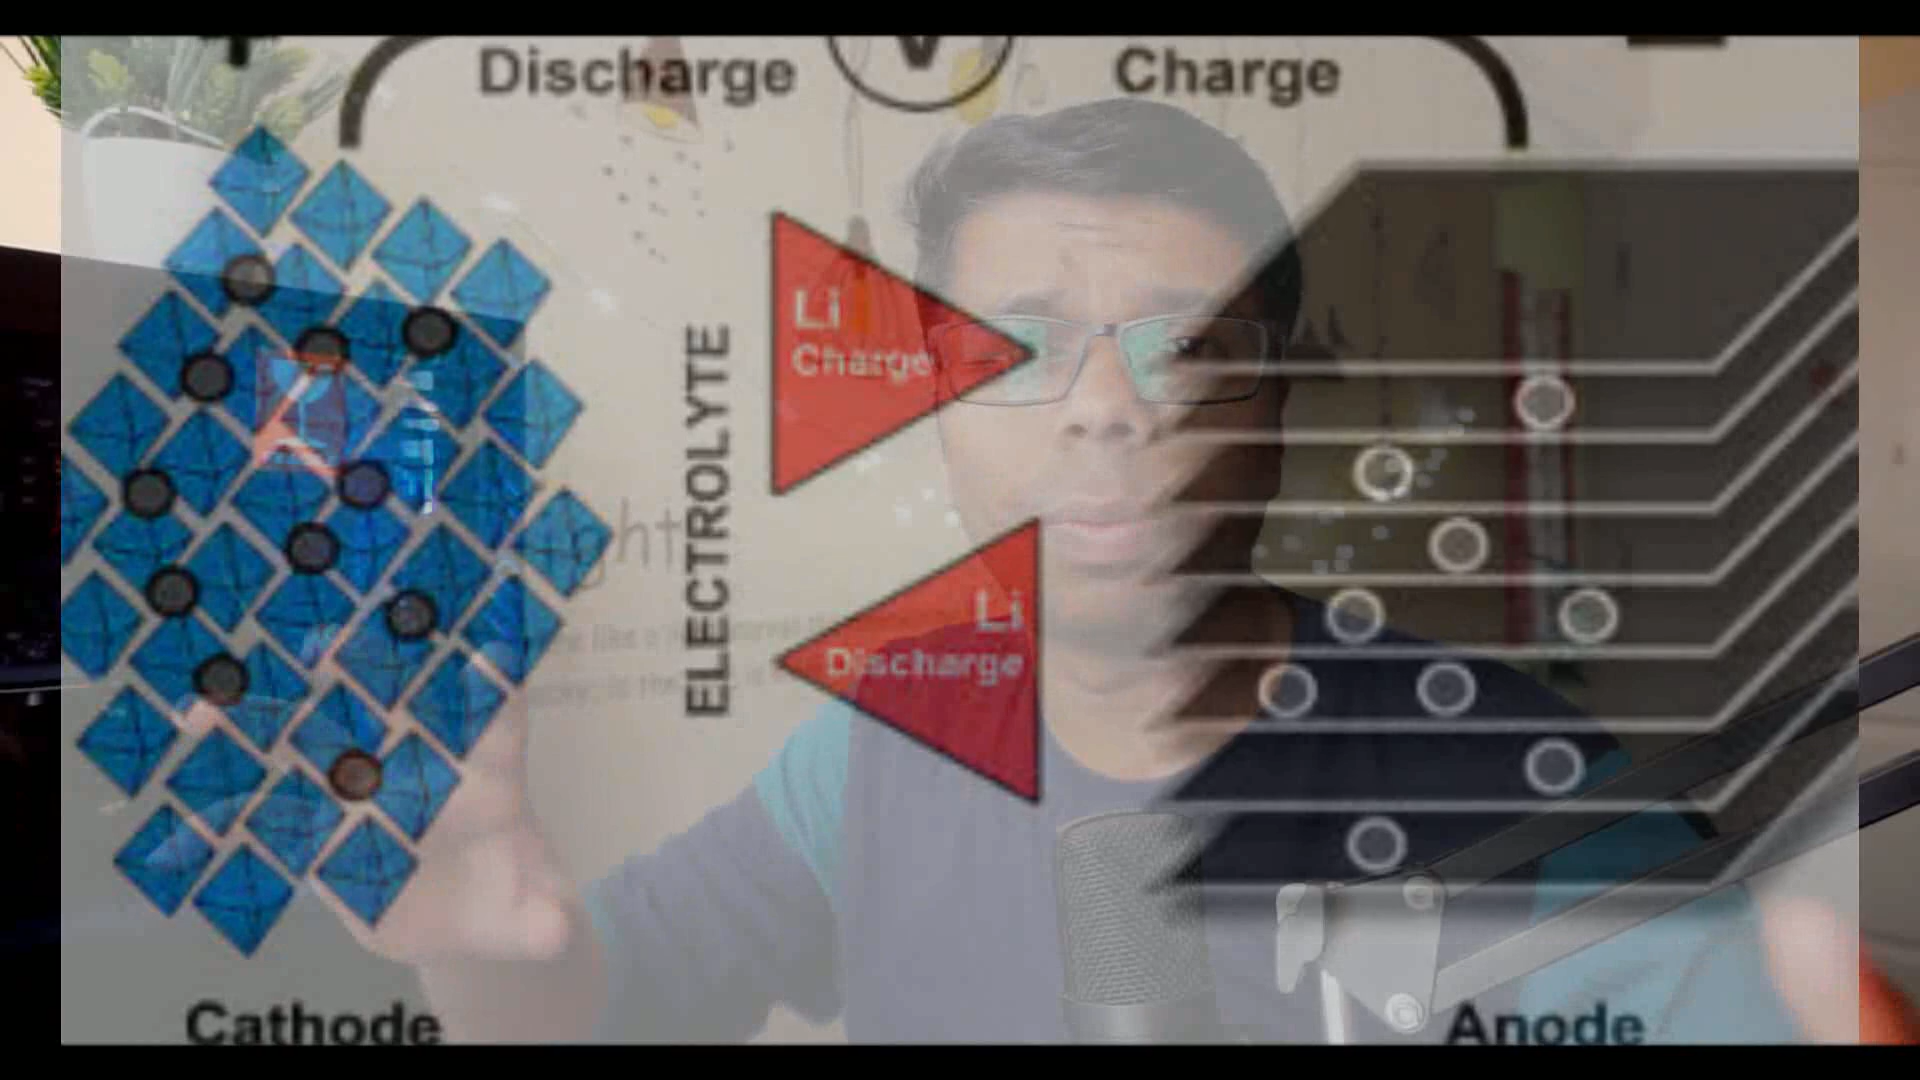 Discharge
V
Charge
Li
Charge
ELECTROLYTE
Li
Discharge
Cathode
Anode